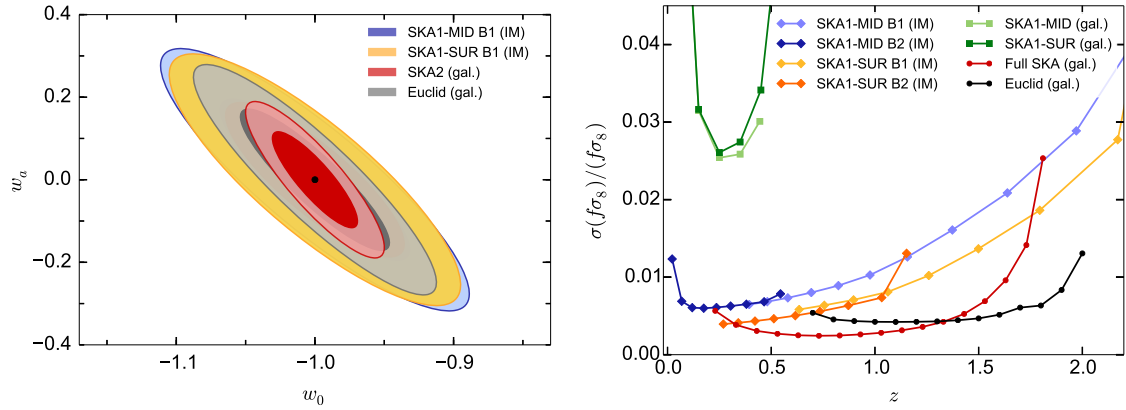 0.4
0.2
0.0
−0.2
−0.4
w_a
−1.1
−1.0
−0.9
w_0
SKA1-MID B1 (IM)
SKA1-SUR B1 (IM)
SKA2 (gal.)
Euclid (gal.)
0.04
0.03
0.02
0.01
0.00
σ(fσ_8)/(fσ_8)
0.0
0.5
1.0
1.5
2.0
z
SKA1-MID B1 (IM)
SKA1-MID B2 (IM)
SKA1-SUR B1 (IM)
SKA1-SUR B2 (IM)
SKA1-MID (gal.)
SKA1-SUR (gal.)
Full SKA (gal.)
Euclid (gal.)